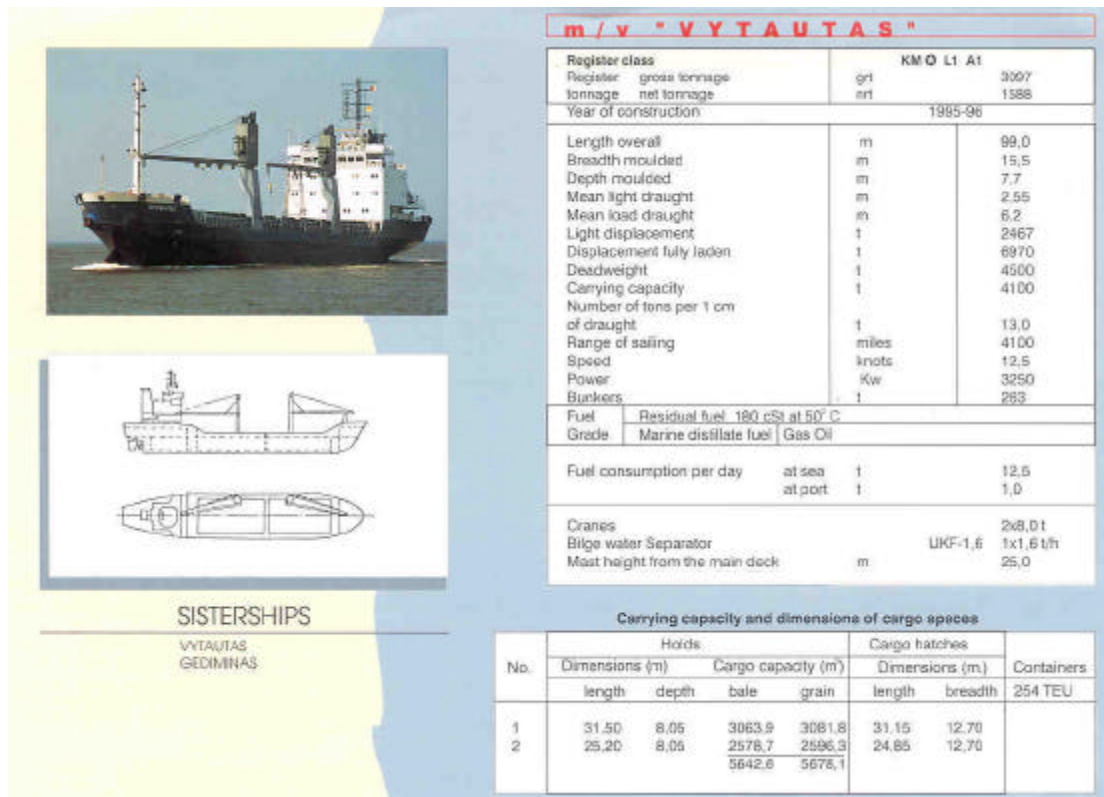 m/v "VYTAUTAS"
Register class KM✪ L1 A1
Register gross tonnage grt 3097
tonnage net tonnage nrt 1588
Year of construction 1995-96
Length overall m 99,0
Breadth moulded m 15,5
Depth moulded m 7,7
Mean light draught m 2,55
Mean load draught m 6,2
Light displacement t 2467
Displacement fully laden t 6970
Deadweight t 4500
Carrying capacity t 4100
Number of tons per 1 cm
of draught t 13,0
Range of sailing miles 4100
Speed knots 12,5
Power Kw 3250
Bunkers t 263
Fuel Residual fuel 180 cSt at 50° C
Grade Marine distillate fuel Gas Oil
Fuel consumption per day at sea t 12,5
at port t 1,0
Cranes 2x8,0 t
Bilge water Separator UKF-1,6 1x1,6 t/h
Mast height from the main deck m 25,0
SISTERSHIPS
VYTAUTAS
GEDIMINAS
Carrying capacity and dimensions of cargo spaces
Holds Cargo hatches
No. Dimensions (m) Cargo capacity (m³) Dimensions (m.) Containers
length depth bale grain length breadth 254 TEU
1 31,50 8,05 3063,9 3081,8 31,15 12,70
2 25,20 8,05 2578,7 2596,3 24,85 12,70
5642,6 5678,1